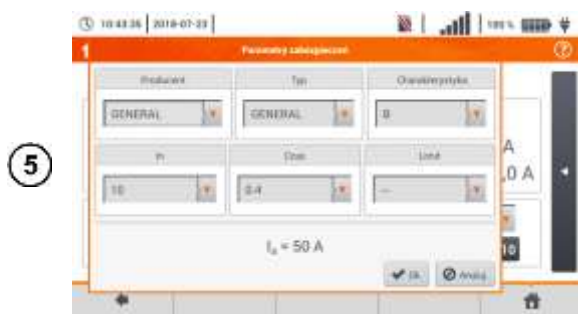 10:43:36 2018-07-23 100%
1 Parametry zabezpieczeń
5
Producent Typ Charakterystyka
GENERAL GENERAL B
In Czas Limit
10 0.4 ---
A
,0 A
Iₐ = 50 A
10
Ok Anuluj